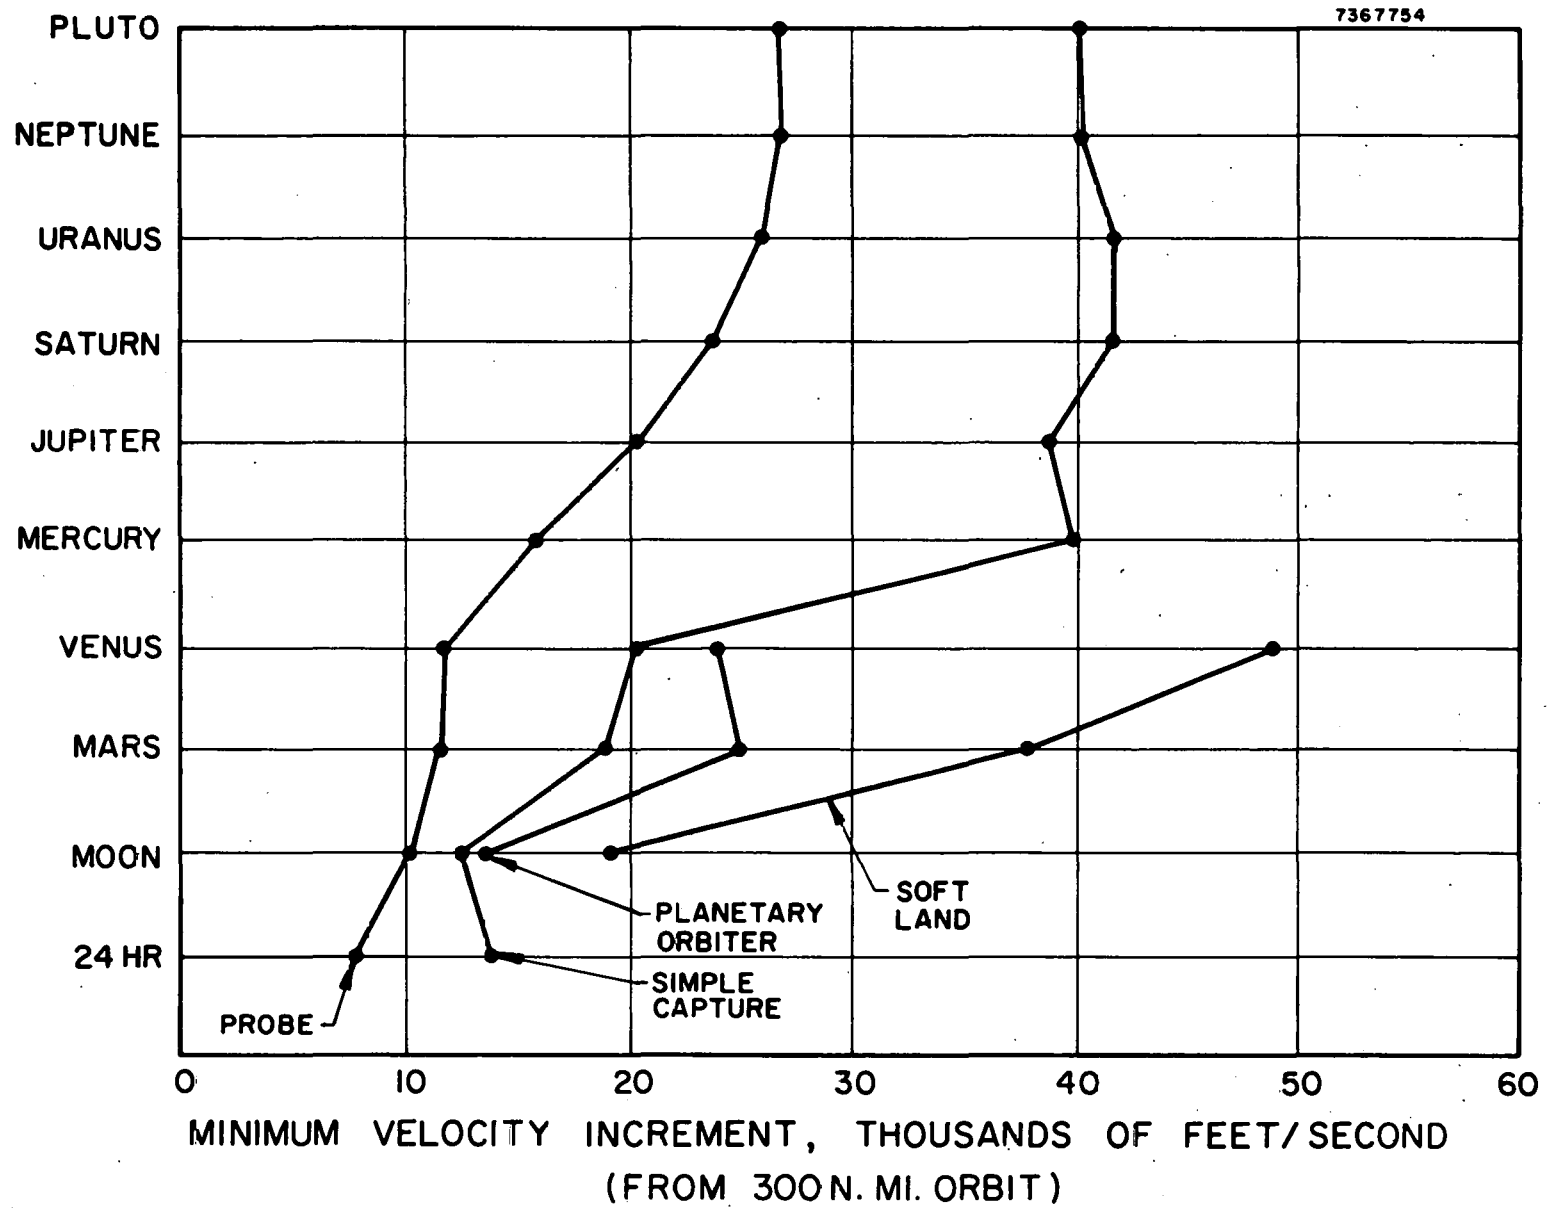 7367754
PLUTO
NEPTUNE
URANUS
SATURN
JUPITER
MERCURY
VENUS
MARS
MOON
24 HR
SOFT
LAND
PLANETARY
ORBITER
SIMPLE
CAPTURE
PROBE
0 10 20 30 40 50 60
MINIMUM VELOCITY INCREMENT, THOUSANDS OF FEET/SECOND
(FROM 300 N. MI. ORBIT)